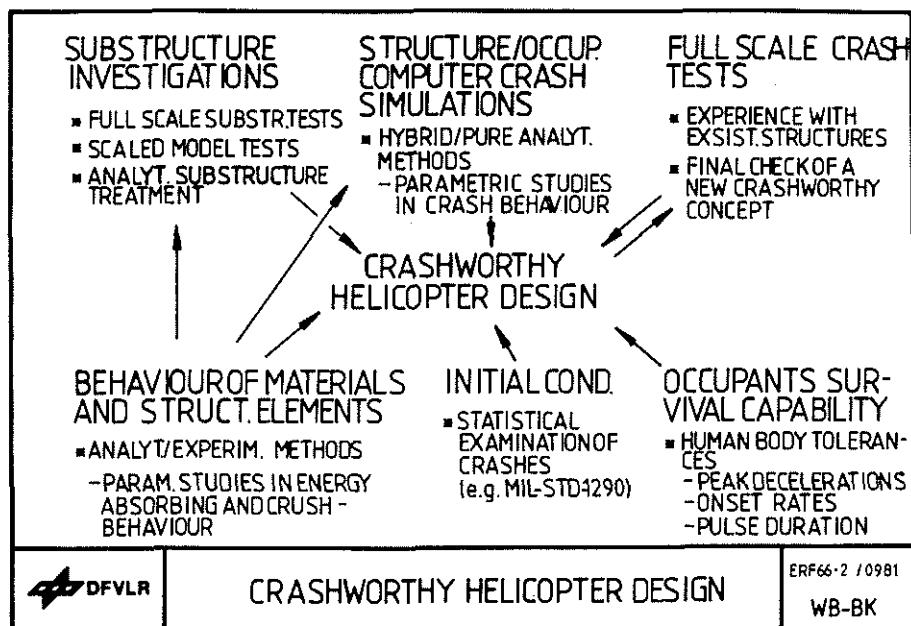 SUBSTRUCTURE
INVESTIGATIONS
▪ FULL SCALE SUBSTR.TESTS
▪ SCALED MODEL TESTS
▪ ANALYT. SUBSTRUCTURE
TREATMENT
STRUCTURE/OCCUP.
COMPUTER CRASH
SIMULATIONS
▪ HYBRID/PURE ANALYT.
METHODS
– PARAMETRIC STUDIES
IN CRASH BEHAVIOUR
FULL SCALE CRASH
TESTS
▪ EXPERIENCE WITH
EXSIST. STRUCTURES
▪ FINAL CHECK OF A
NEW CRASHWORTHY
CONCEPT
CRASHWORTHY
HELICOPTER DESIGN
BEHAVIOUR OF MATERIALS
AND STRUCT. ELEMENTS
▪ ANALYT/EXPERIM. METHODS
– PARAM. STUDIES IN ENERGY
ABSORBING AND CRUSH -
BEHAVIOUR
INITIAL COND.
▪ STATISTICAL
EXAMINATION OF
CRASHES
(e.g. MIL-STD-1290)
OCCUPANTS SUR-
VIVAL CAPABILITY
▪ HUMAN BODY TOLERAN-
CES
– PEAK DECELERATIONS
– ONSET RATES
– PULSE DURATION
DFVLR
CRASHWORTHY HELICOPTER DESIGN
ERF66-2 / 0981
WB-BK